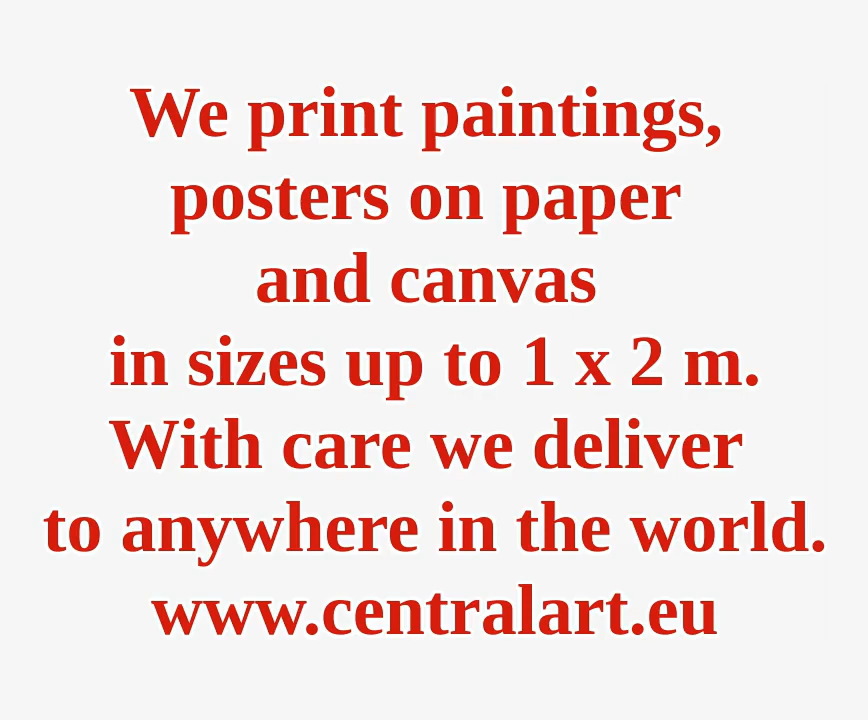 We print paintings,
posters on paper
and canvas
in sizes up to 1 x 2 m.
With care we deliver
to anywhere in the world.
www.centralart.eu